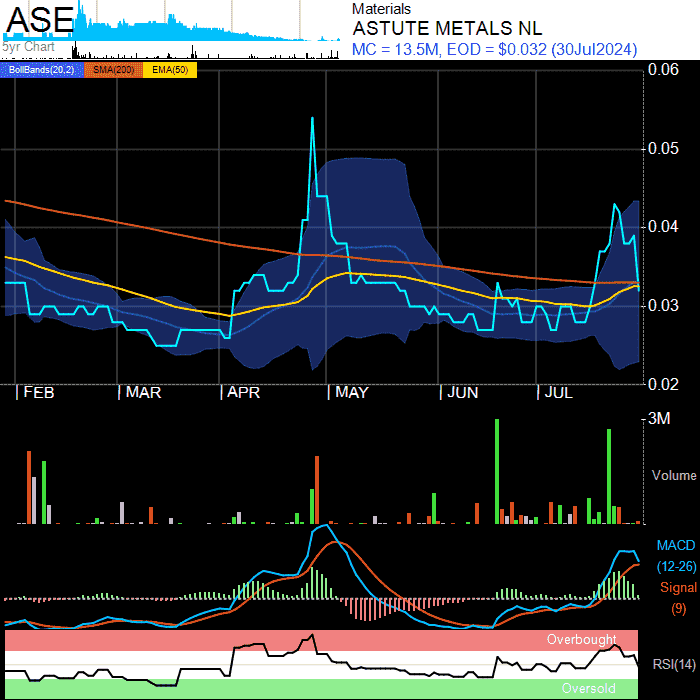 ASE
5yr Chart
Materials
ASTUTE METALS NL
MC = 13.5M, EOD = $0.032 (30Jul2024)
BollBands(20,2) SMA(200) EMA(50)
0.06
0.05
0.04
0.03
0.02
FEB MAR APR MAY JUN JUL
3M
Volume
MACD
(12-26)
Signal
(9)
Overbought
RSI(14)
Oversold